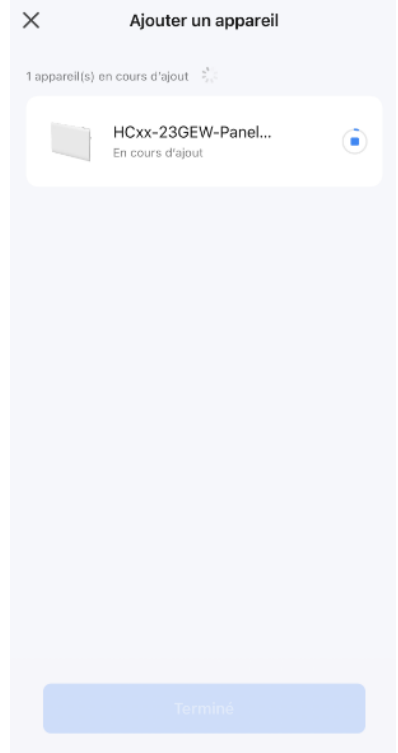 Ajouter un appareil
1 appareil(s) en cours d'ajout
HCxx-23GEW-Panel...
En cours d'ajout
Terminé